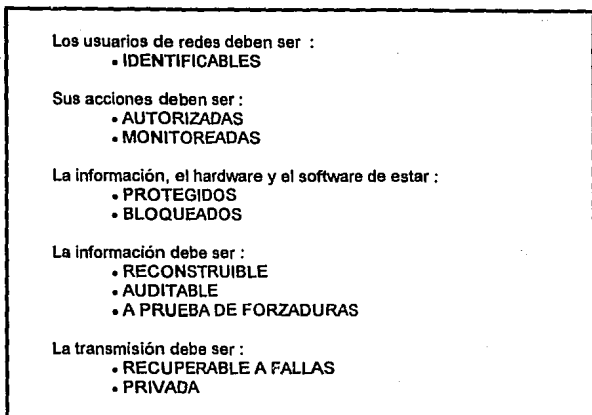 Los usuarios de redes deben ser :
• IDENTIFICABLES
Sus acciones deben ser :
• AUTORIZADAS
• MONITOREADAS
La información, el hardware y el software de estar :
• PROTEGIDOS
• BLOQUEADOS
La información debe ser :
• RECONSTRUIBLE
• AUDITABLE
• A PRUEBA DE FORZADURAS
La transmisión debe ser :
• RECUPERABLE A FALLAS
• PRIVADA